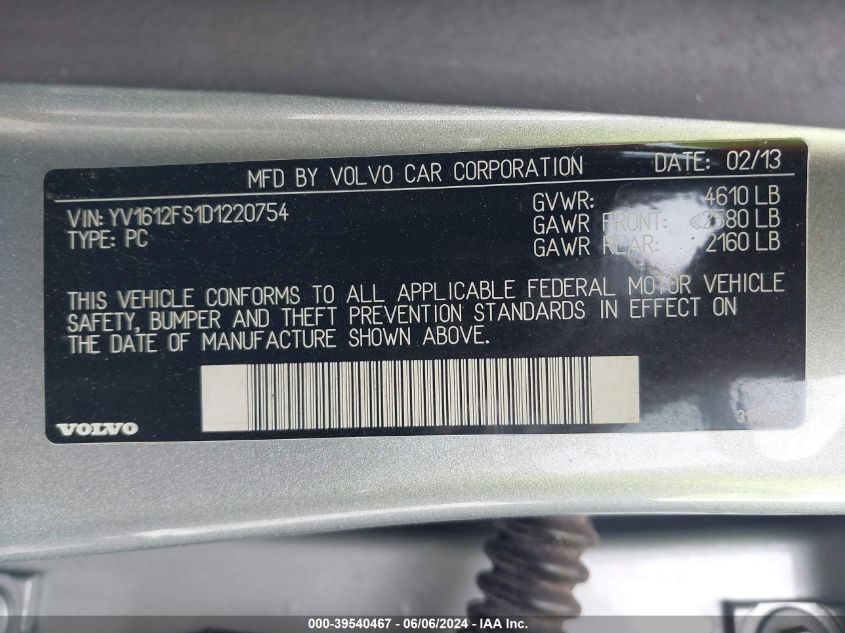 MFD BY VOLVO CAR CORPORATION DATE: 02/13
VIN: YV1612FS1D1220754 GVWR: 4610 LB
TYPE: PC GAWR FRONT: 2580 LB
GAWR REAR: 2160 LB
THIS VEHICLE CONFORMS TO ALL APPLICABLE FEDERAL MOTOR VEHICLE
SAFETY, BUMPER AND THEFT PREVENTION STANDARDS IN EFFECT ON
THE DATE OF MANUFACTURE SHOWN ABOVE.
VOLVO
000-39540467 - 06/06/2024 - IAA Inc.